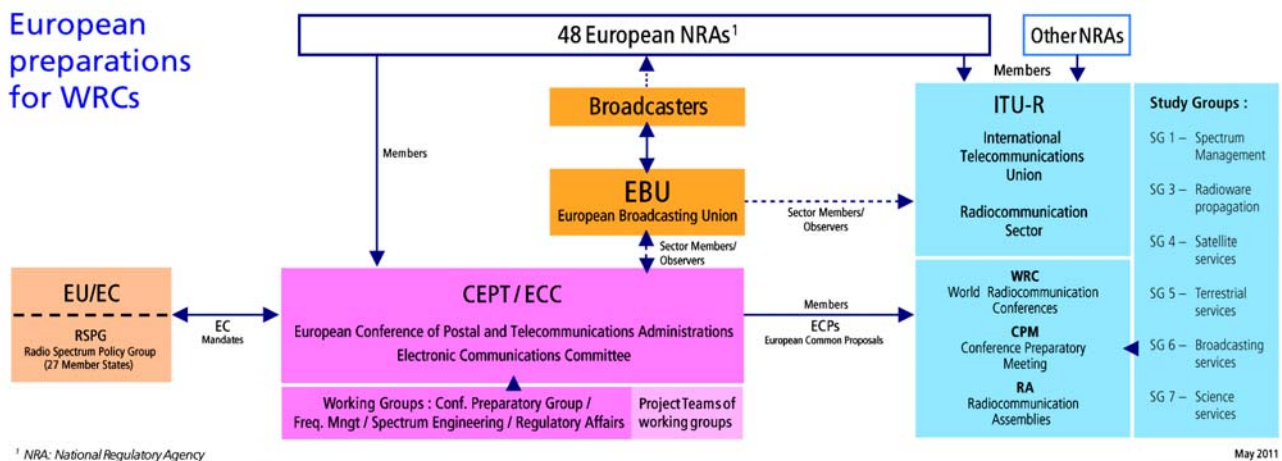 European
preparations
for WRCs
48 European NRAs¹
Other NRAs
Members
Broadcasters
Members
EBU
European Broadcasting Union
Sector Members/
Observers
Sector Members/
Observers
ITU-R
International
Telecommunications
Union
Radiocommunication
Sector
Study Groups :
SG 1 – Spectrum
Management
SG 3 – Radioware
propagation
SG 4 – Satellite
services
SG 5 – Terrestrial
services
SG 6 – Broadcasting
services
SG 7 – Science
services
EU/EC
RSPG
Radio Spectrum Policy Group
(27 Member States)
EC
Mandates
CEPT / ECC
European Conference of Postal and Telecommunications Administrations
Electronic Communications Committee
Members
ECPs
European Common Proposals
WRC
World Radiocommunication
Conferences
CPM
Conference Preparatory
Meeting
RA
Radiocommunication
Assemblies
Working Groups : Conf. Preparatory Group /
Freq. Mngt / Spectrum Engineering / Regulatory Affairs
Project Teams of
working groups
¹ NRA: National Regulatory Agency
May 2011